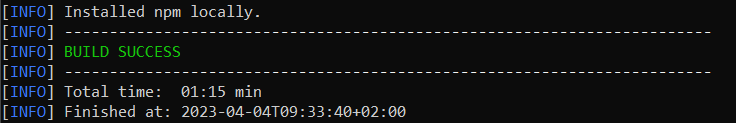 [INFO] Installed npm locally.
[INFO] ------------------------------------------------------------------------
[INFO] BUILD SUCCESS
[INFO] ------------------------------------------------------------------------
[INFO] Total time:  01:15 min
[INFO] Finished at: 2023-04-04T09:33:40+02:00